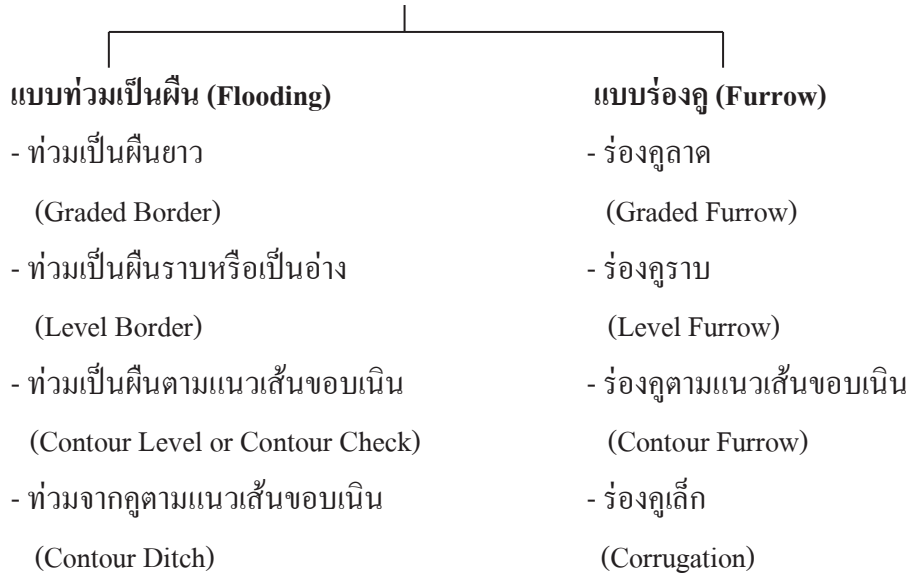 แบบท่วมเป็นผืน (Flooding)
- ท่วมเป็นผืนยาว
(Graded Border)
- ท่วมเป็นผืนราบหรือเป็นอ่าง
(Level Border)
- ท่วมเป็นผืนตามแนวเส้นขอบเนิน
(Contour Level or Contour Check)
- ท่วมจากคูตามแนวเส้นขอบเนิน
(Contour Ditch)
แบบร่องคู (Furrow)
- ร่องคูลาด
(Graded Furrow)
- ร่องคูราบ
(Level Furrow)
- ร่องคูตามแนวเส้นขอบเนิน
(Contour Furrow)
- ร่องคูเล็ก
(Corrugation)